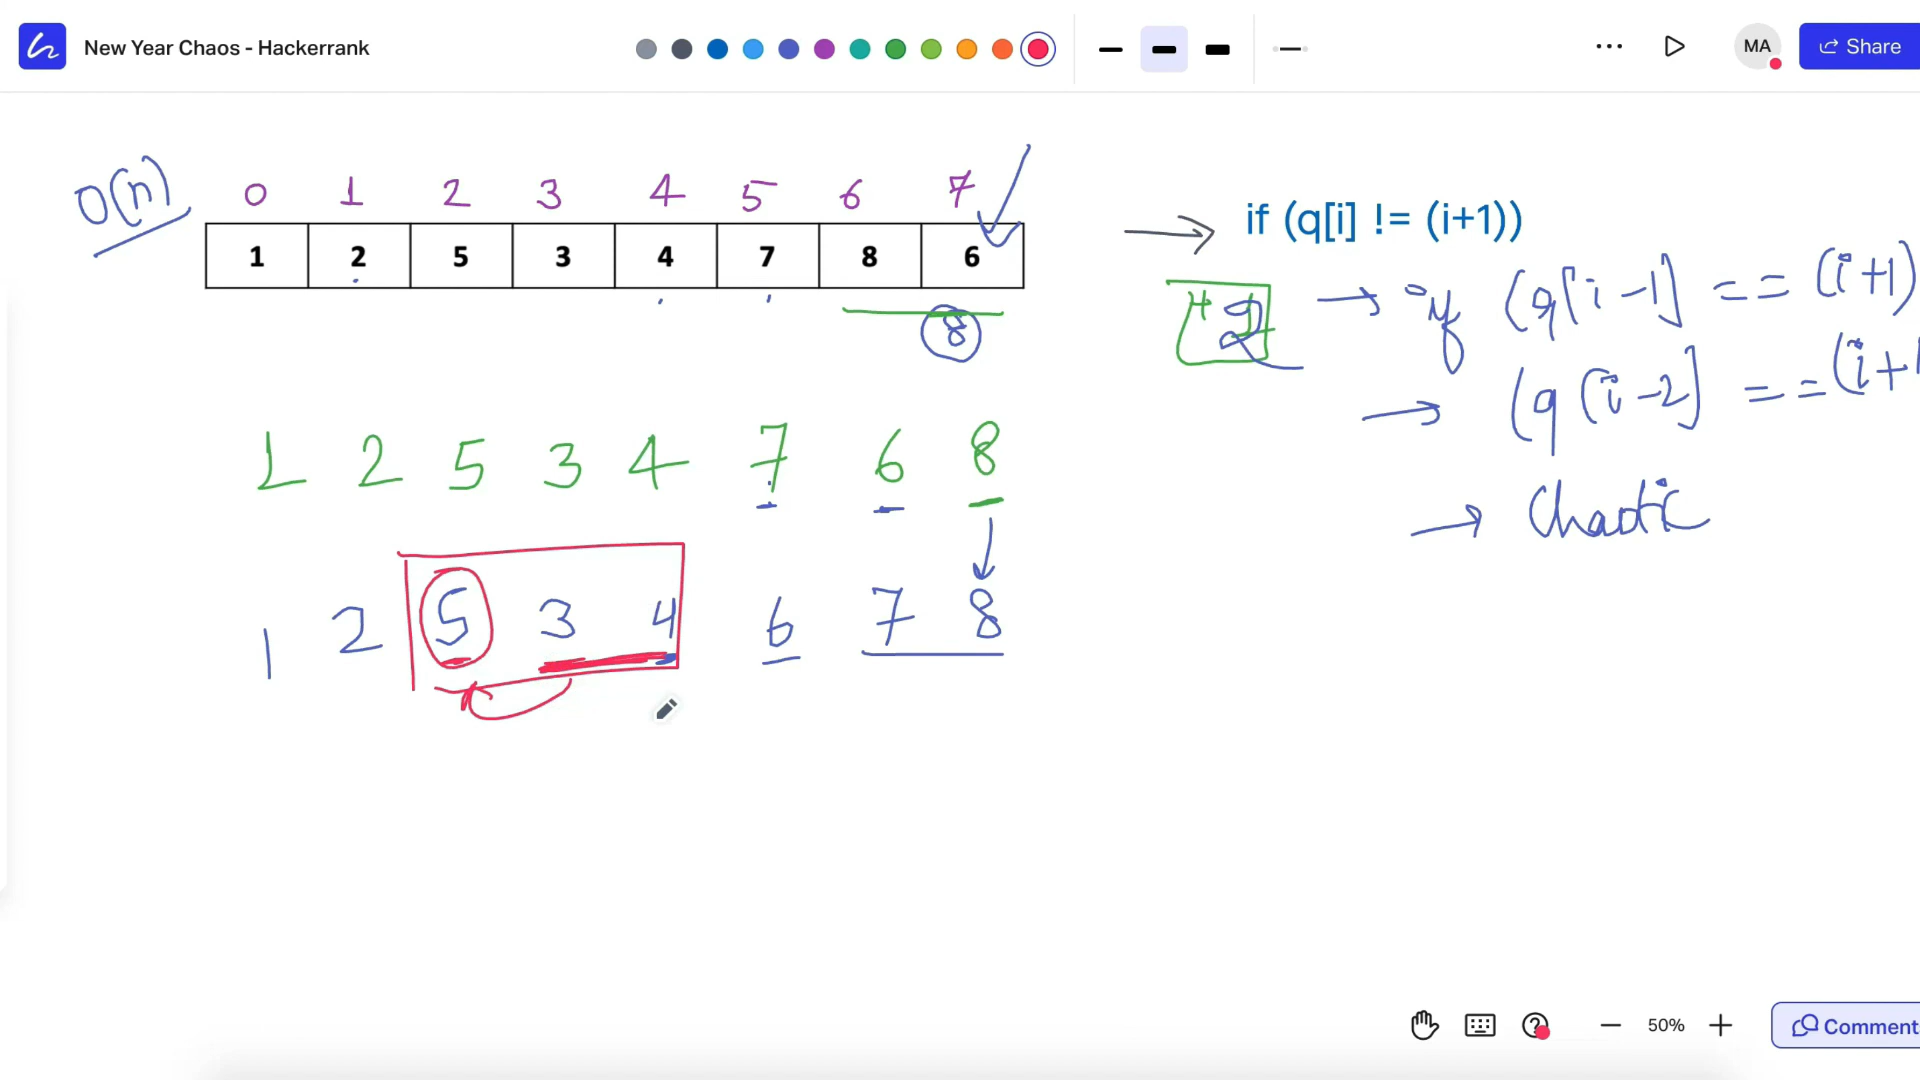 New Year Chaos - Hackerrank
MA
Share
O(n)
0 1 2 3 4 5 6 7
1 2 5 3 4 7 8 6
8
1 2 5 3 4 7 6 8
1 2 5 3 4 6 7 8
if (q[i] != (i+1))
if (q[i-1] == (i+1)
(q[i-2] == (i+1
Chaotic
50%
Comment